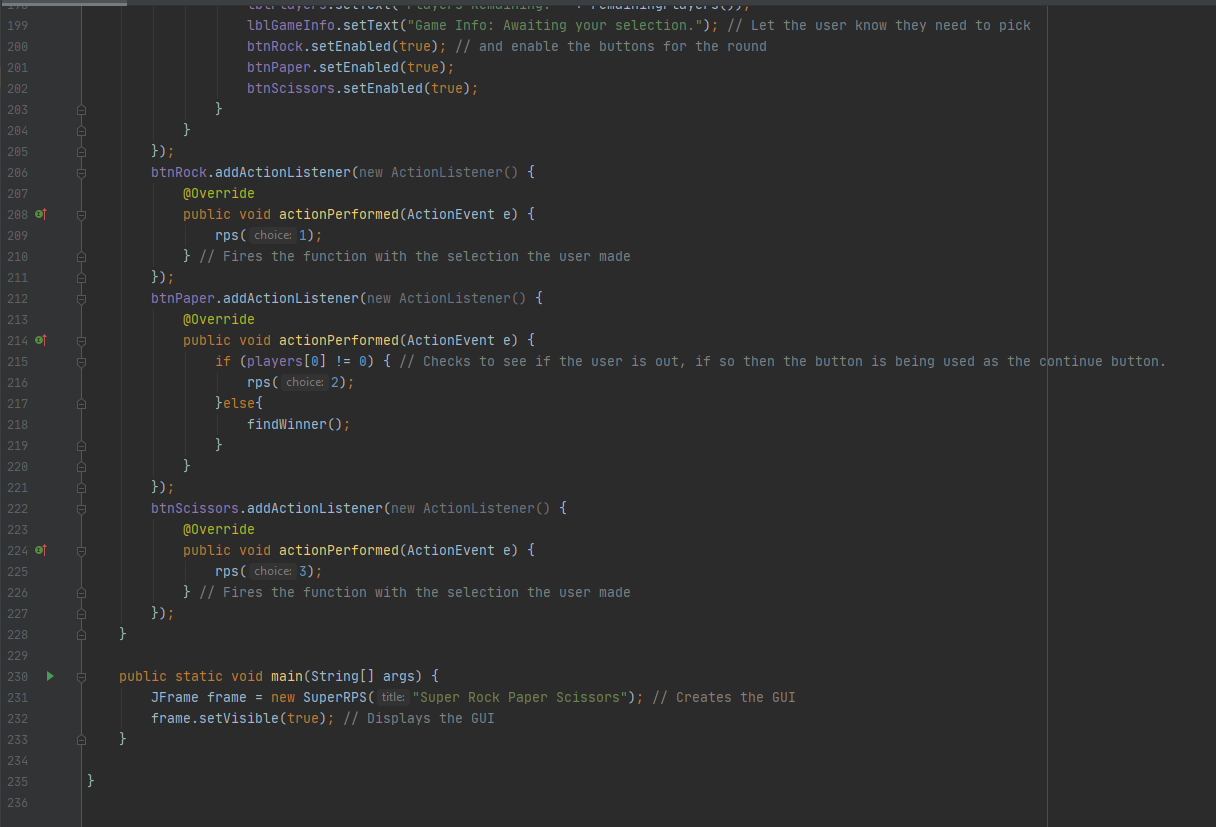 199 lblGameInfo.setText("Game Info: Awaiting your selection."); // Let the user know they need to pick
200 btnRock.setEnabled(true); // and enable the buttons for the round
201 btnPaper.setEnabled(true);
202 btnScissors.setEnabled(true);
203 }
204 }
205 });
206 btnRock.addActionListener(new ActionListener() {
207 @Override
208 public void actionPerformed(ActionEvent e) {
209 rps( choice: 1);
210 } // Fires the function with the selection the user made
211 });
212 btnPaper.addActionListener(new ActionListener() {
213 @Override
214 public void actionPerformed(ActionEvent e) {
215 if (players[0] != 0) { // Checks to see if the user is out, if so then the button is being used as the continue button.
216 rps( choice: 2);
217 }else{
218 findWinner();
219 }
220 }
221 });
222 btnScissors.addActionListener(new ActionListener() {
223 @Override
224 public void actionPerformed(ActionEvent e) {
225 rps( choice: 3);
226 } // Fires the function with the selection the user made
227 });
228 }
229
230 public static void main(String[] args) {
231 JFrame frame = new SuperRPS( title: "Super Rock Paper Scissors"); // Creates the GUI
232 frame.setVisible(true); // Displays the GUI
233 }
234
235 }
236